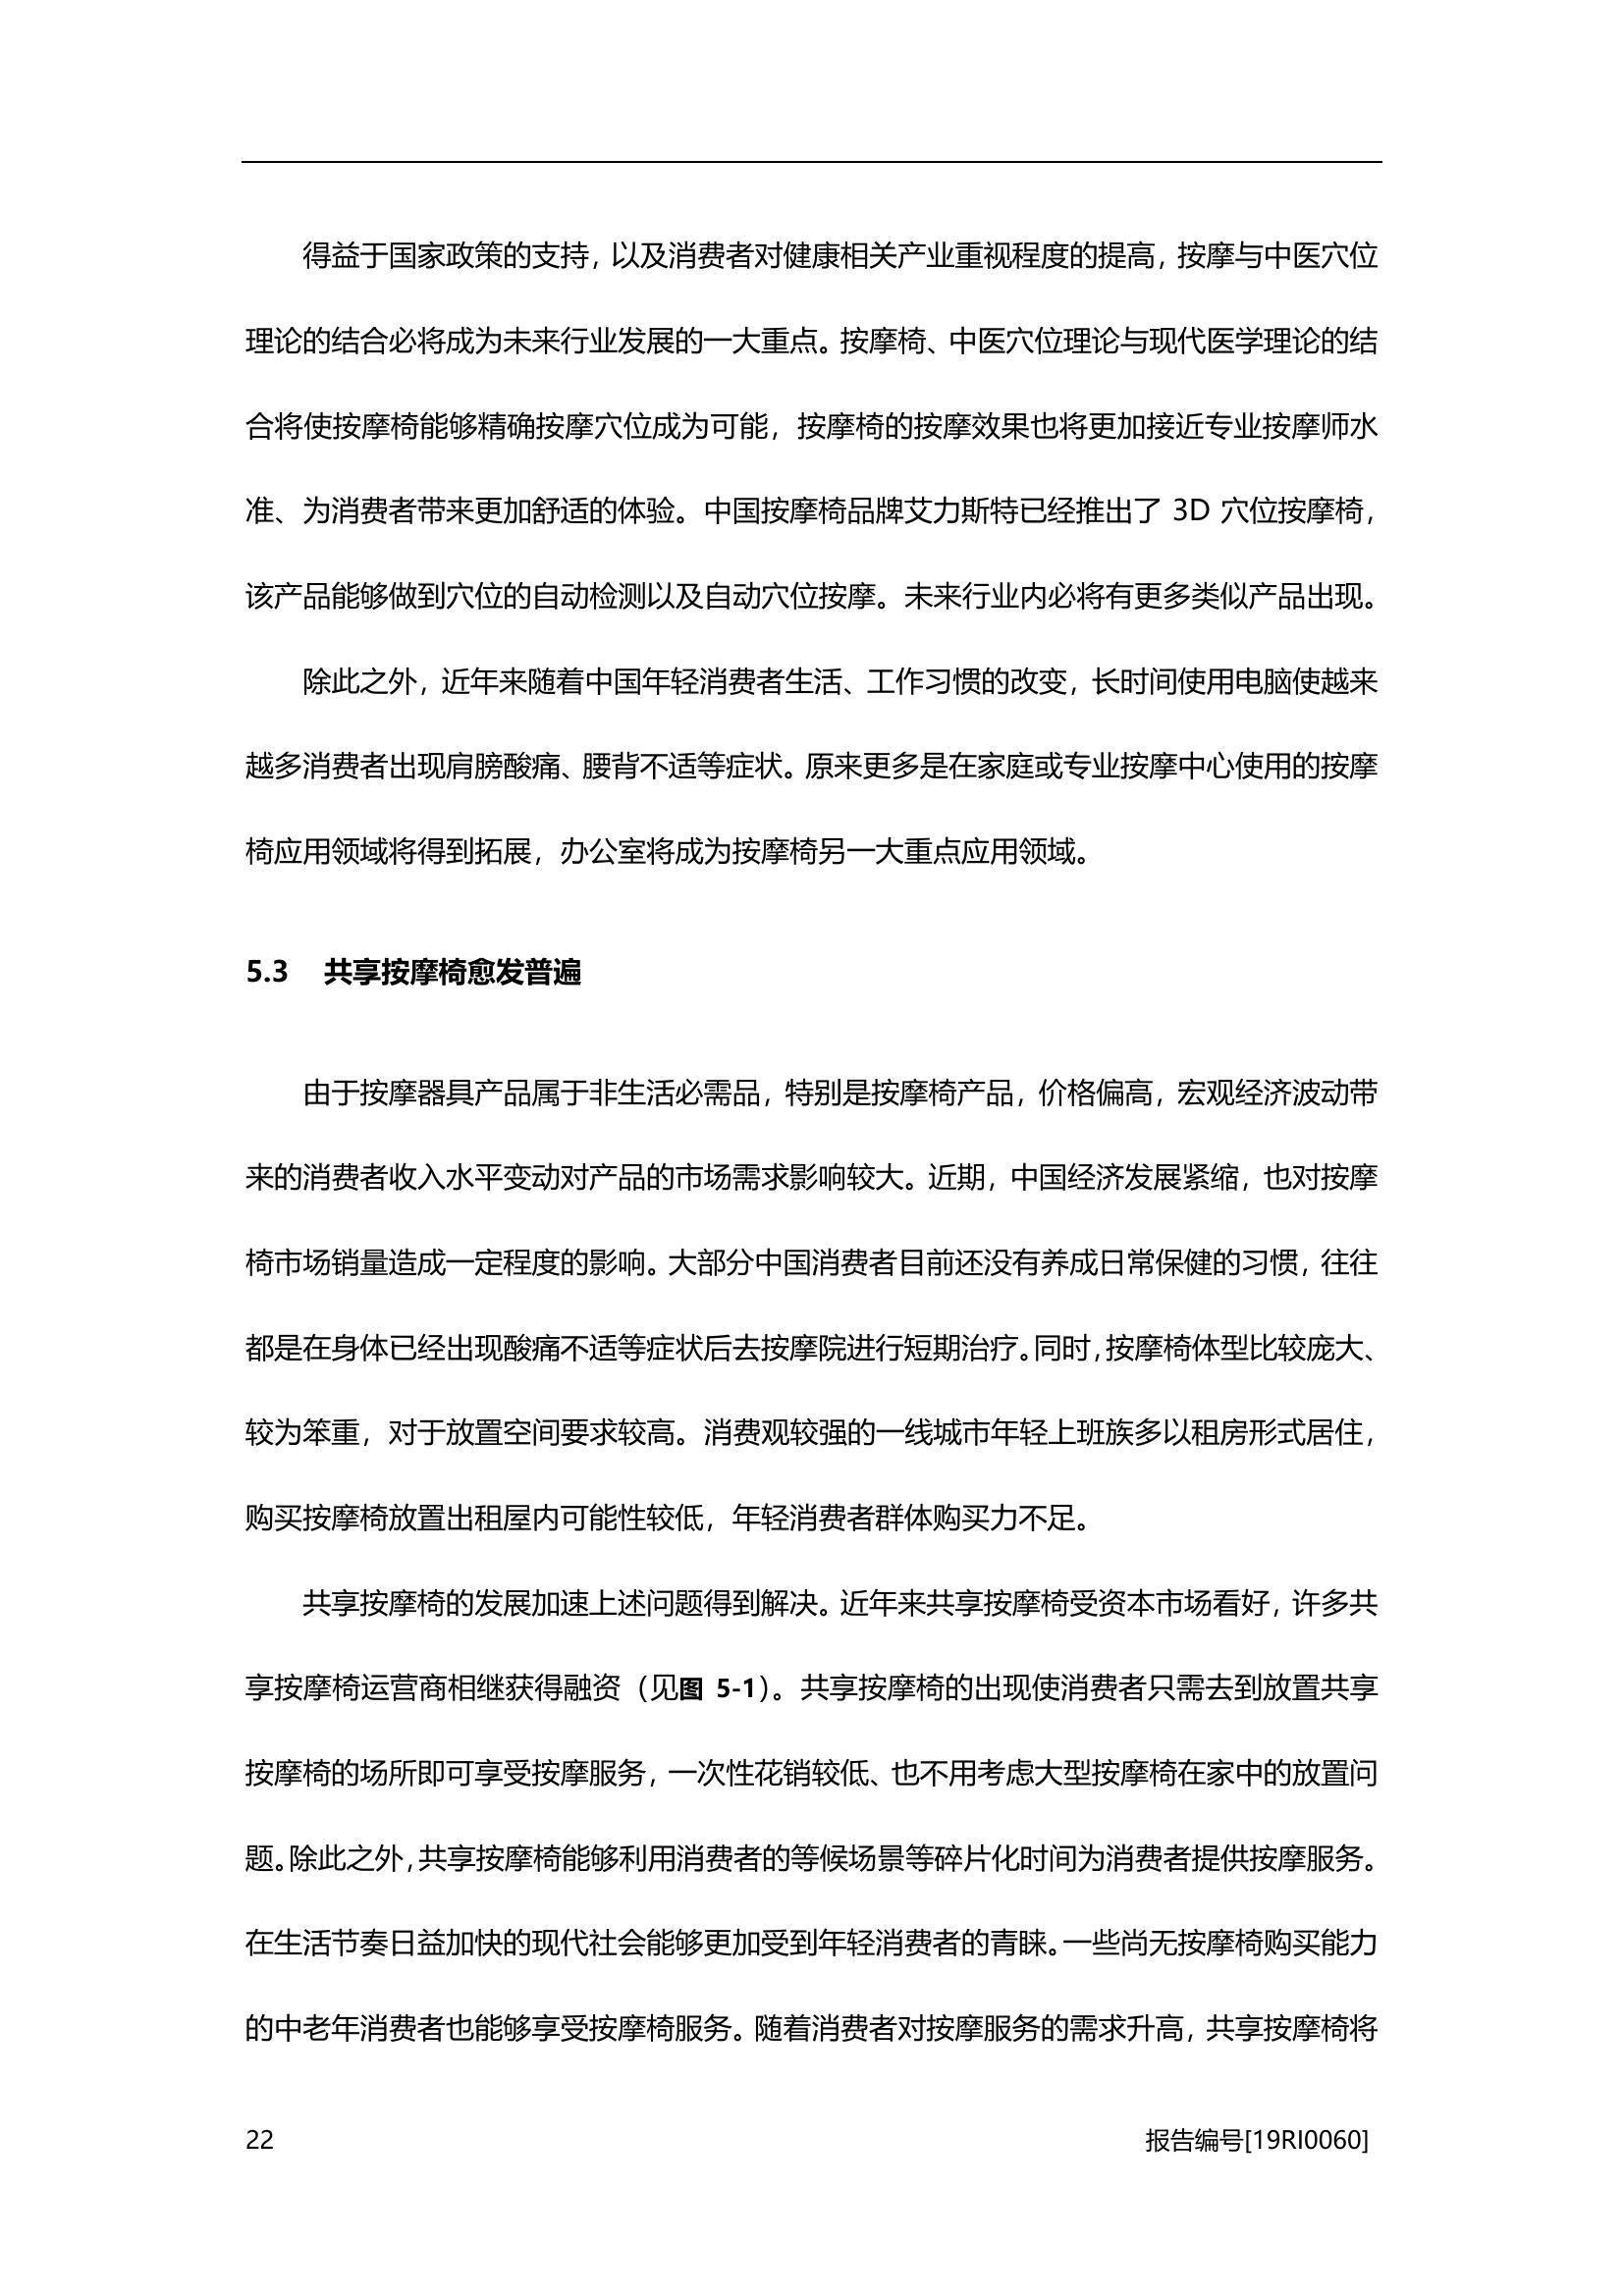 得益于国家政策的支持，以及消费者对健康相关产业重视程度的提高，按摩与中医穴位
理论的结合必将成为未来行业发展的一大重点。按摩椅、中医穴位理论与现代医学理论的结
合将使按摩椅能够精确按摩穴位成为可能，按摩椅的按摩效果也将更加接近专业按摩师水
准、为消费者带来更加舒适的体验。中国按摩椅品牌艾力斯特已经推出了 3D 穴位按摩椅，
该产品能够做到穴位的自动检测以及自动穴位按摩。未来行业内必将有更多类似产品出现。
除此之外，近年来随着中国年轻消费者生活、工作习惯的改变，长时间使用电脑使越来
越多消费者出现肩膀酸痛、腰背不适等症状。原来更多是在家庭或专业按摩中心使用的按摩
椅应用领域将得到拓展，办公室将成为按摩椅另一大重点应用领域。
5.3 共享按摩椅愈发普遍
由于按摩器具产品属于非生活必需品，特别是按摩椅产品，价格偏高，宏观经济波动带
来的消费者收入水平变动对产品的市场需求影响较大。近期，中国经济发展紧缩，也对按摩
椅市场销量造成一定程度的影响。大部分中国消费者目前还没有养成日常保健的习惯，往往
都是在身体已经出现酸痛不适等症状后去按摩院进行短期治疗。同时，按摩椅体型比较庞大、
较为笨重，对于放置空间要求较高。消费观较强的一线城市年轻上班族多以租房形式居住，
购买按摩椅放置出租屋内可能性较低，年轻消费者群体购买力不足。
共享按摩椅的发展加速上述问题得到解决。近年来共享按摩椅受资本市场看好，许多共
享按摩椅运营商相继获得融资（见图 5-1）。共享按摩椅的出现使消费者只需去到放置共享
按摩椅的场所即可享受按摩服务，一次性花销较低、也不用考虑大型按摩椅在家中的放置问
题。除此之外，共享按摩椅能够利用消费者的等候场景等碎片化时间为消费者提供按摩服务。
在生活节奏日益加快的现代社会能够更加受到年轻消费者的青睐。一些尚无按摩椅购买能力
的中老年消费者也能够享受按摩椅服务。随着消费者对按摩服务的需求升高，共享按摩椅将
22 报告编号[19RI0060]